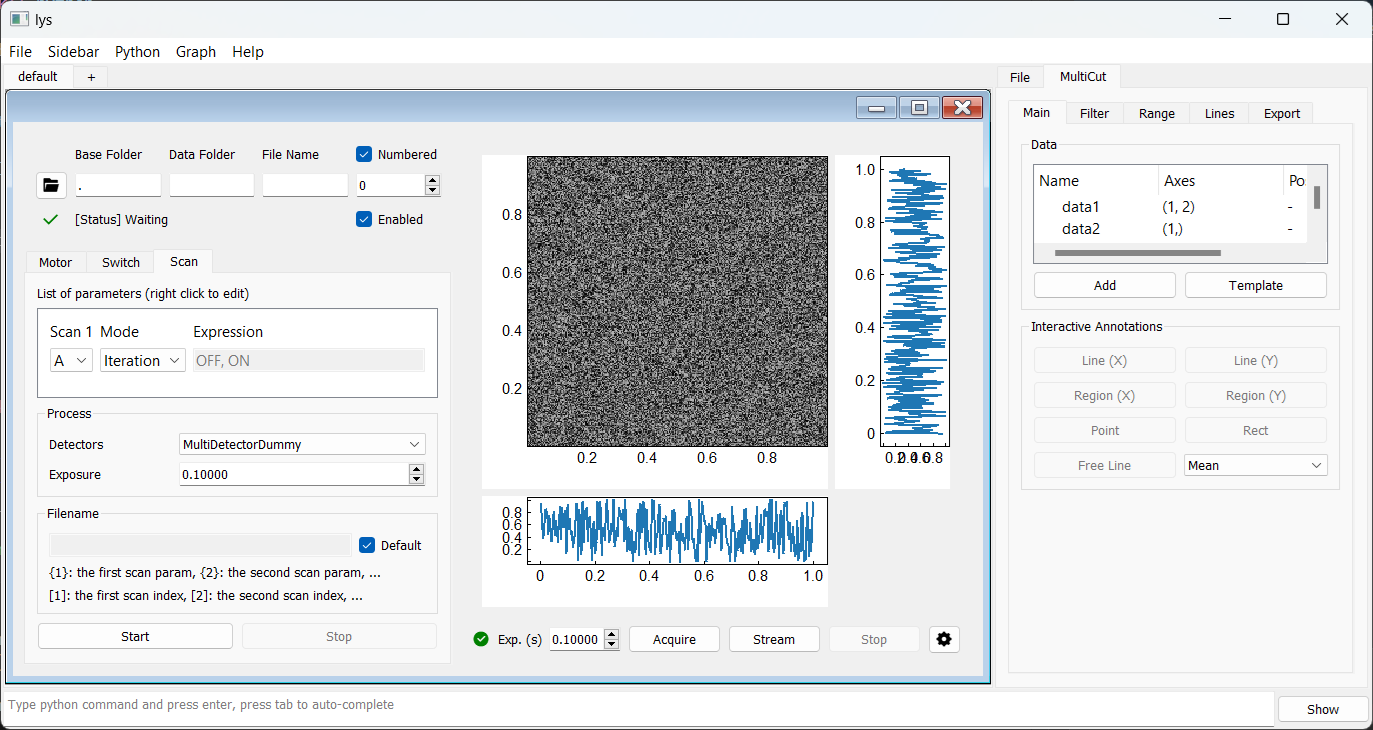 lys
File Sidebar Python Graph Help
default +
File MultiCut
Main Filter Range Lines Export
Base Folder Data Folder File Name Numbered
. 0
[Status] Waiting Enabled
Motor Switch Scan
List of parameters (right click to edit)
Scan 1 Mode Expression
A Iteration OFF, ON
Process
Detectors MultiDetectorDummy
Exposure 0.10000
Filename
Default
{1}: the first scan param, {2}: the second scan param, ...
[1]: the first scan index, [2]: the second scan index, ...
Start Stop
0.8
0.6
0.4
0.2
0.2 0.4 0.6 0.8
1.0
0.8
0.6
0.4
0.2
0
0.2 0.4 0.6 0.8
0.8
0.6
0.4
0.2
0 0.2 0.4 0.6 0.8 1.0
Exp. (s) 0.10000 Acquire Stream Stop
Data
Name Axes Po
data1 (1, 2) -
data2 (1,) -
Add Template
Interactive Annotations
Line (X) Line (Y)
Region (X) Region (Y)
Point Rect
Free Line Mean
Type python command and press enter, press tab to auto-complete
Show